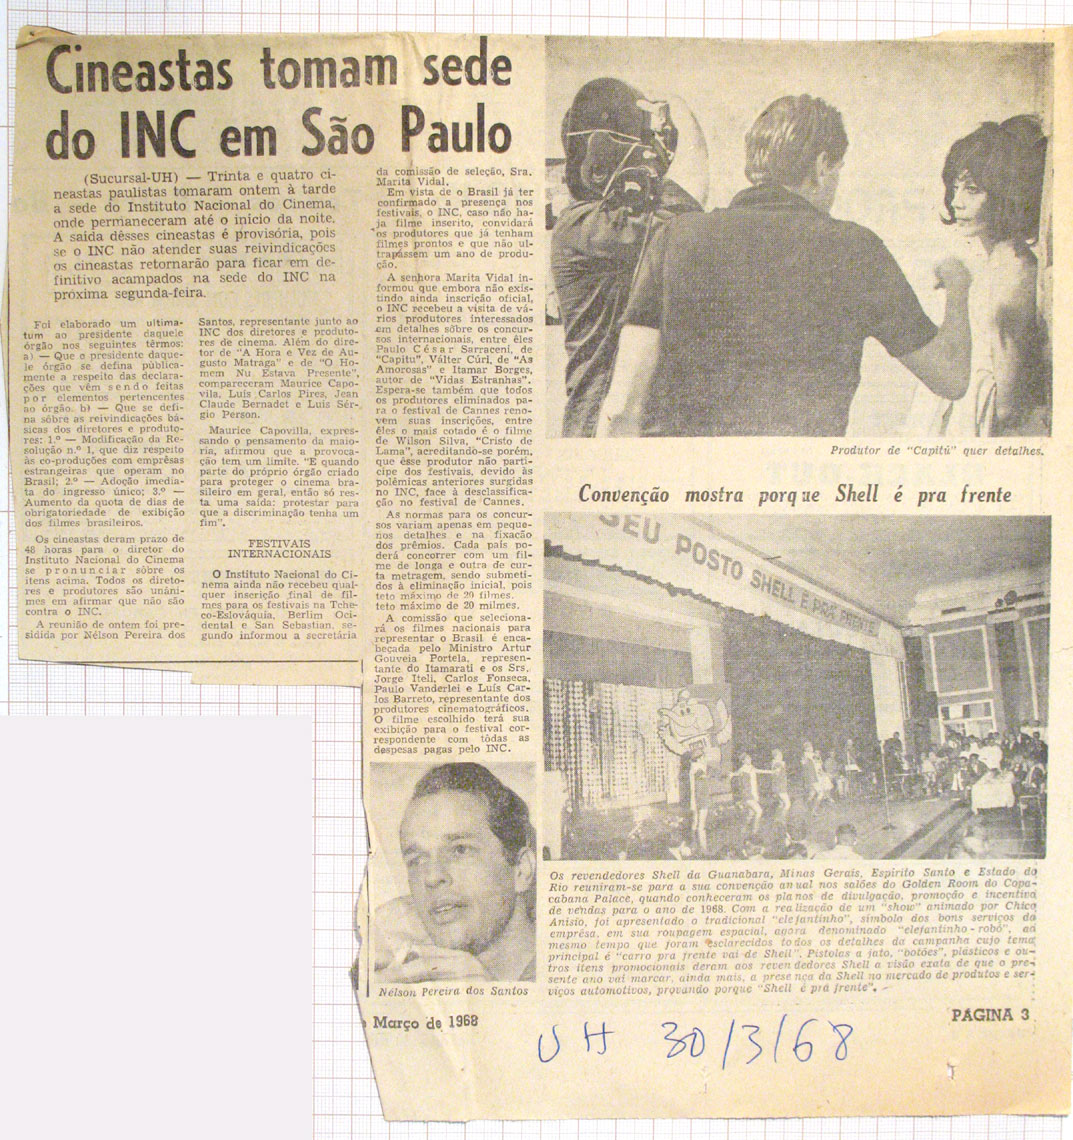 Cineastas tomam sede
do INC em São Paulo
(Sucursal-UH) — Trinta e quatro ci-
neastas paulistas tomaram ontem à tarde
a sede do Instituto Nacional do Cinema,
onde permaneceram até o inicio da noite.
A saída dêsses cineastas é provisória, pois
se o INC não atender suas reivindicações
os cineastas retornarão para ficar em de-
finitivo acampados na sede do INC na
próxima segunda-feira.
Foi elaborado um ultima-
tum ao presidente daquele
órgão nos seguintes têrmos:
a) — Que o presidente daque-
le órgão se defina pùblica-
mente a respeito das declara-
ções que vêm sendo feitas
por elementos pertencentes
ao órgão. b) — Que se defi-
na sôbre as reivindicações bá-
sicas dos diretores e produto-
res: 1.º — Modificação da Re-
solução n.º 1, que diz respeito
às co-produções com emprêsas
estrangeiras que operam no
Brasil; 2.º — Adoção imedia-
ta do ingresso único; 3.º —
Aumento da quota de dias de
obrigatoriedade de exibição
dos filmes brasileiros.
Os cineastas deram prazo de
48 horas para o diretor do
Instituto Nacional do Cinema
se pronunciar sôbre os
itens acima. Todos os direto-
res e produtores são unâni-
mes em afirmar que não são
contra o INC.
A reunião de ontem foi pre-
sidida por Nélson Pereira dos
Santos, representante junto ao
INC dos diretores e produto-
res de cinema. Além do dire-
tor de "A Hora e Vez de Au-
gusto Matraga" e de "O Ho-
mem Nu Estava Presente",
compareceram Maurice Capo-
vila, Luís Carlos Pires, Jean
Claude Bernadet e Luís Sér-
gio Person.
Maurice Capovilla, expres-
sando o pensamento da maio-
ria, afirmou que a provoca-
ção tem um limite. "E quando
parte do próprio órgão criado
para proteger o cinema bra-
sileiro em geral, então só res-
ta uma saída: protestar para
que a discriminação tenha um
fim".
FESTIVAIS
INTERNACIONAIS
O Instituto Nacional do Ci-
nema ainda não recebeu qual-
quer inscrição final de fil-
mes para os festivais na Tche-
co-Eslováquia, Berlim Oci-
dental e San Sebastian, se-
gundo informou a secretária
da comissão de seleção, Sra.
Marita Vidal.
Em vista de o Brasil já ter
confirmado a presença nos
festivais, o INC, caso não ha-
ja filme inserito, convidará
os produtores que já tenham
filmes prontos e que não ul-
trapassem um ano de produ-
ção.
A senhora Marita Vidal in-
formou que embora não exis-
tindo ainda inscrição oficial,
o INC recebeu a visita de vá-
rios produtores interessados
em detalhes sôbre os concur-
sos internacionais, entre êles
Paulo César Sarraceni, de
"Capitu", Válter Cúri, de "As
Amorosas" e Itamar Borges,
autor de "Vidas Estranhas".
Espera-se também que todos
os produtores eliminados pa-
ra o festival de Cannes reno-
vem suas inscrições, entre
êles o mais cotado é o filme
de Wilson Silva, "Cristo de
Lama", acreditando-se porém,
que êsse produtor não parti-
cipe dos festivais, devido às
polêmicas anteriores surgidas
no INC, face à desclassifica-
ção no festival de Cannes.
As normas para os concur-
sos variam apenas em peque-
nos detalhes e na fixacão
dos prêmios. Cada país po-
derá concorrer com um fil-
me de longa e outra de cur-
ta metragem, sendo submeti-
dos à eliminação inicial, pois
teto máximo de 20 filmes.
teto máximo de 20 milmes.
A comissão que seleciona-
rá os filmes nacionais para
representar o Brasil é enca-
beçada pelo Ministro Artur
Gouveia Portela, represen-
tante do Itamarati e os Srs.
Jorge Iteli, Carlos Fonseca,
Paulo Vanderlei e Luís Car-
los Barreto, representante dos
produtores cinematográficos.
O filme escolhido terá sua
exibição para o festival cor-
respondente com tôdas as
despesas pagas pelo INC.
Nélson Pereira dos Santos
Produtor de "Capitú" quer detalhes.
Convenção mostra porque Shell é pra frente
SEU POSTO SHELL É PRÁ FRENTE
Os revendedores Shell da Guanabara, Minas Gerais, Espírito Santo e Estado do
Rio reuniram-se para a sua convenção anual nos salões do Golden Room do Copa-
cabana Palace, quando conheceram os planos de divulgação, promoção e incentivo
de vendas para o ano de 1968. Com a realização de um "show" animado por Chico
Anísio, foi apresentado o tradicional "elefantinho", símbolo dos bons serviços da
emprêsa, em sua roupagem espacial, agora denominado "elefantinho-robô", ao
mesmo tempo que foram esclarecidos todos os detalhes da campanha cujo tema
principal é "carro pra frente vai de Shell". Pistolas a jato, "botões", plásticos e ou-
tros itens promocionais deram aos revendedores Shell a visão exata de que o pre-
sente ano vai marcar, ainda mais, a presença da Shell no mercado de produtos e ser-
viços automotivos, provando porque "Shell é prá frente".
Março de 1968
PÁGINA 3
UH 30/3/68